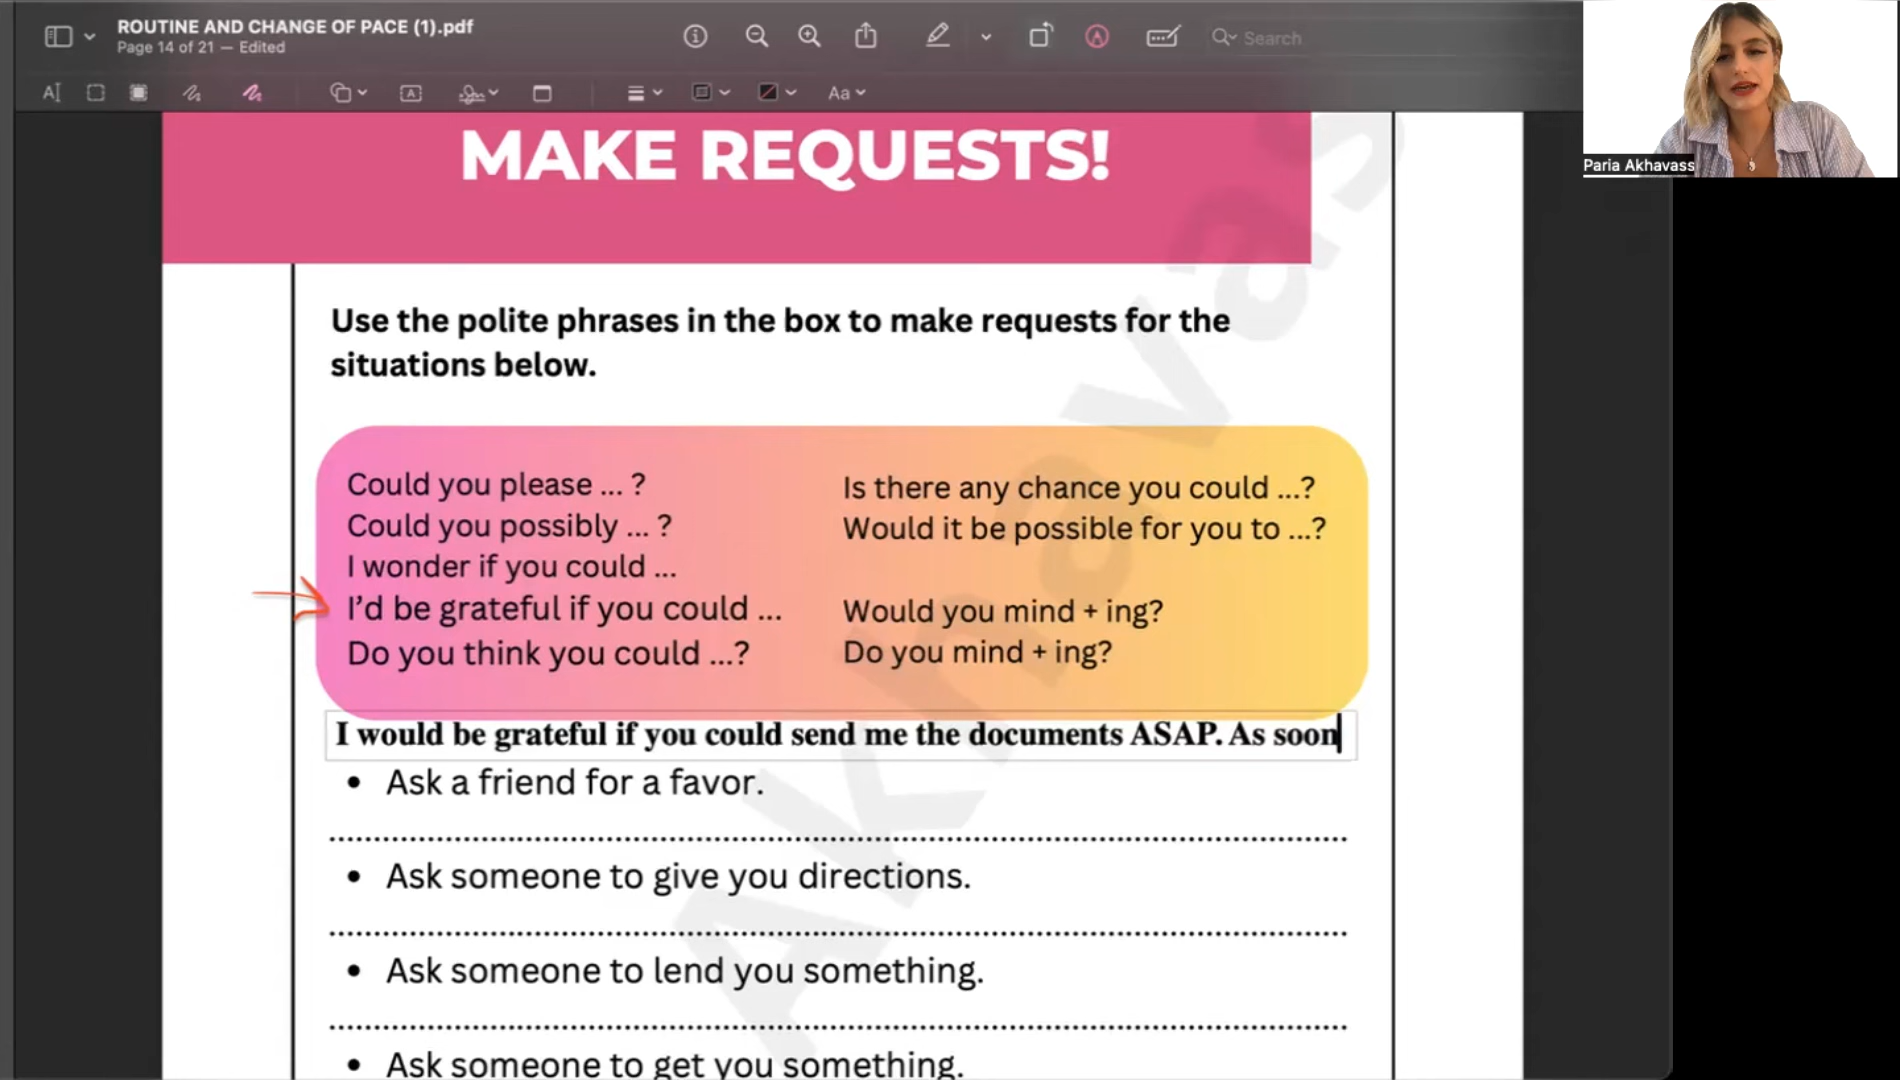 ROUTINE AND CHANGE OF PACE (1).pdf
Page 14 of 21 — Edited
Search
Aa
Paria Akhavass
MAKE REQUESTS!
Use the polite phrases in the box to make requests for the
situations below.
Could you please ... ?
Could you possibly ... ?
I wonder if you could ...
I'd be grateful if you could ...
Do you think you could ...?
Is there any chance you could ...?
Would it be possible for you to ...?
Would you mind + ing?
Do you mind + ing?
I would be grateful if you could send me the documents ASAP. As soon
• Ask a friend for a favor.
• Ask someone to give you directions.
• Ask someone to lend you something.
• Ask someone to get you something.
Akhavas